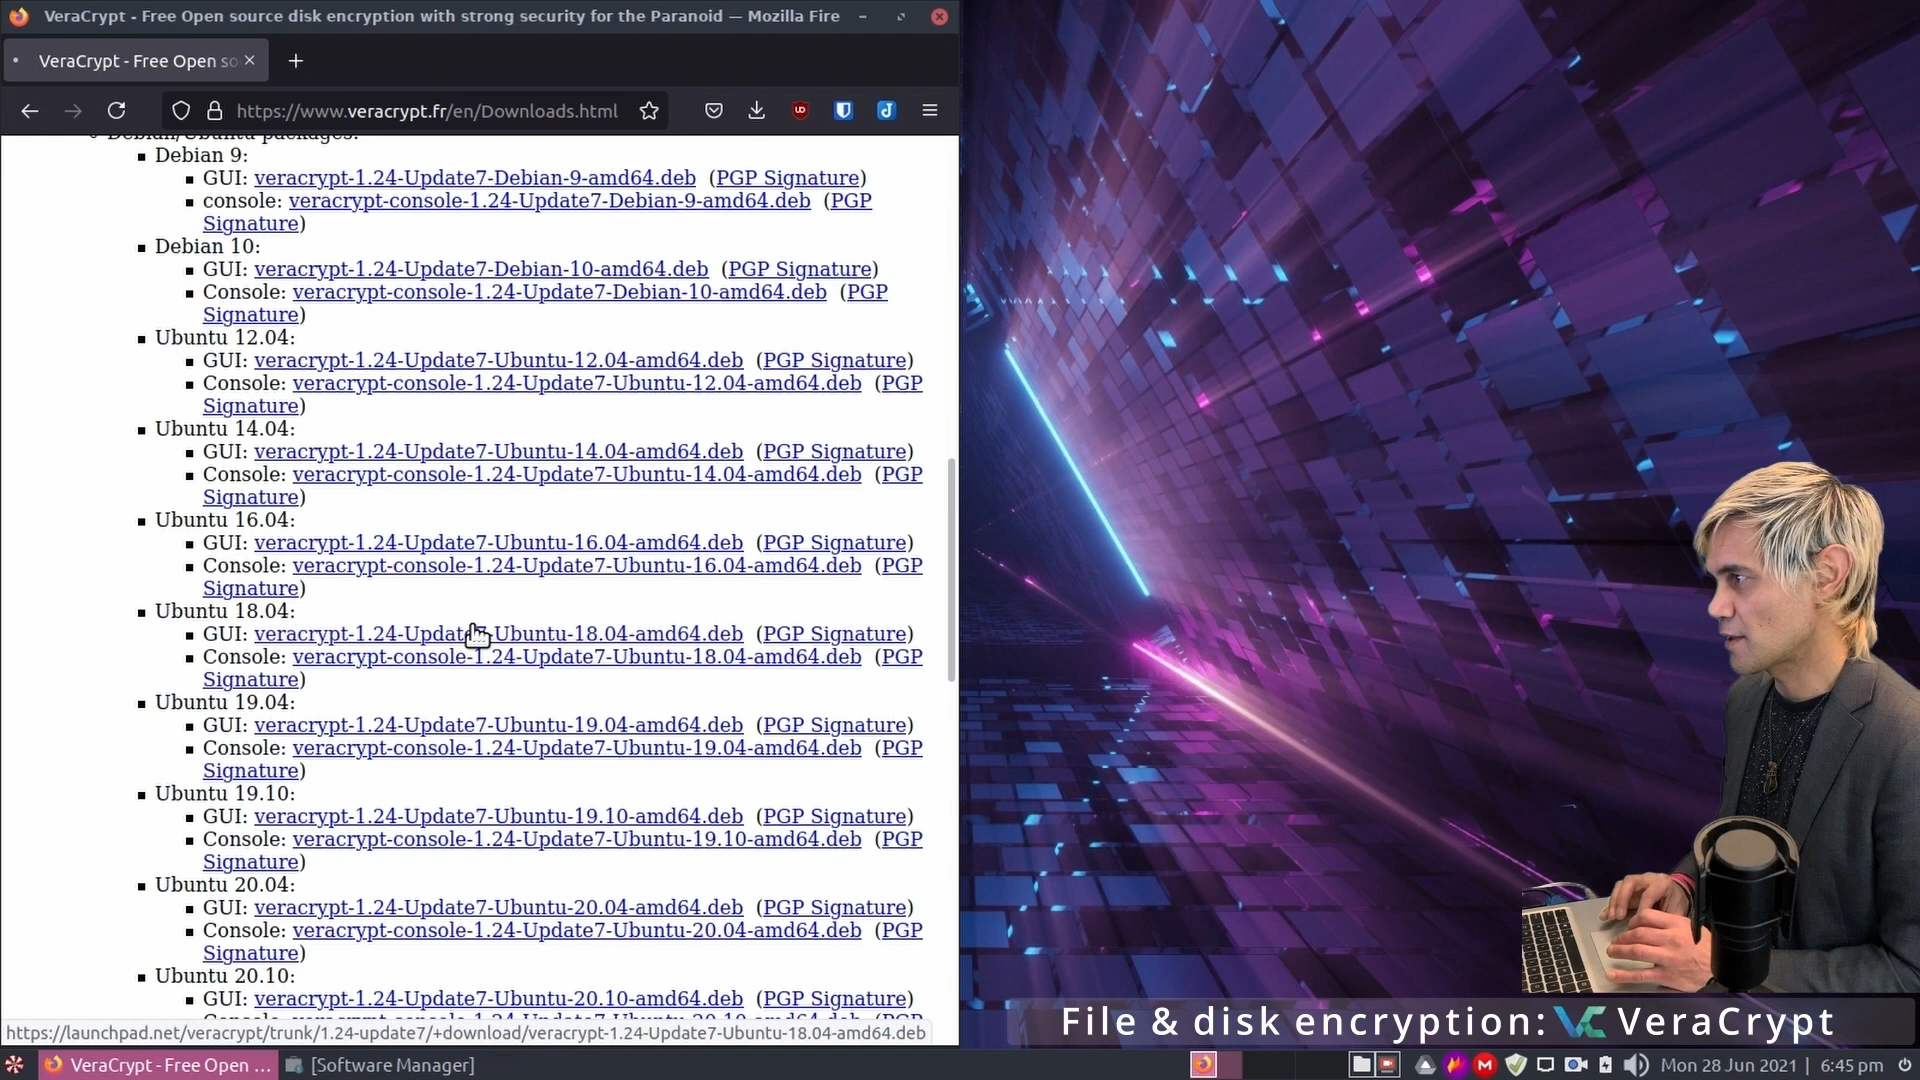 VeraCrypt - Free Open source disk encryption with strong security for the Paranoid — Mozilla Fire
VeraCrypt - Free Open so
https://www.veracrypt.fr/en/Downloads.html
Debian/Ubuntu packages:
Debian 9:
GUI: veracrypt-1.24-Update7-Debian-9-amd64.deb (PGP Signature)
console: veracrypt-console-1.24-Update7-Debian-9-amd64.deb (PGP
Signature)
Debian 10:
GUI: veracrypt-1.24-Update7-Debian-10-amd64.deb (PGP Signature)
Console: veracrypt-console-1.24-Update7-Debian-10-amd64.deb (PGP
Signature)
Ubuntu 12.04:
GUI: veracrypt-1.24-Update7-Ubuntu-12.04-amd64.deb (PGP Signature)
Console: veracrypt-console-1.24-Update7-Ubuntu-12.04-amd64.deb (PGP
Signature)
Ubuntu 14.04:
GUI: veracrypt-1.24-Update7-Ubuntu-14.04-amd64.deb (PGP Signature)
Console: veracrypt-console-1.24-Update7-Ubuntu-14.04-amd64.deb (PGP
Signature)
Ubuntu 16.04:
GUI: veracrypt-1.24-Update7-Ubuntu-16.04-amd64.deb (PGP Signature)
Console: veracrypt-console-1.24-Update7-Ubuntu-16.04-amd64.deb (PGP
Signature)
Ubuntu 18.04:
GUI: veracrypt-1.24-Update7-Ubuntu-18.04-amd64.deb (PGP Signature)
Console: veracrypt-console-1.24-Update7-Ubuntu-18.04-amd64.deb (PGP
Signature)
Ubuntu 19.04:
GUI: veracrypt-1.24-Update7-Ubuntu-19.04-amd64.deb (PGP Signature)
Console: veracrypt-console-1.24-Update7-Ubuntu-19.04-amd64.deb (PGP
Signature)
Ubuntu 19.10:
GUI: veracrypt-1.24-Update7-Ubuntu-19.10-amd64.deb (PGP Signature)
Console: veracrypt-console-1.24-Update7-Ubuntu-19.10-amd64.deb (PGP
Signature)
Ubuntu 20.04:
GUI: veracrypt-1.24-Update7-Ubuntu-20.04-amd64.deb (PGP Signature)
Console: veracrypt-console-1.24-Update7-Ubuntu-20.04-amd64.deb (PGP
Signature)
Ubuntu 20.10:
GUI: veracrypt-1.24-Update7-Ubuntu-20.10-amd64.deb (PGP Signature)
https://launchpad.net/veracrypt/trunk/1.24-update7/+download/veracrypt-1.24-Update7-Ubuntu-18.04-amd64.deb
File & disk encryption: VeraCrypt
VeraCrypt - Free Open ...
[Software Manager]
Mon 28 Jun 2021 | 6:45 pm